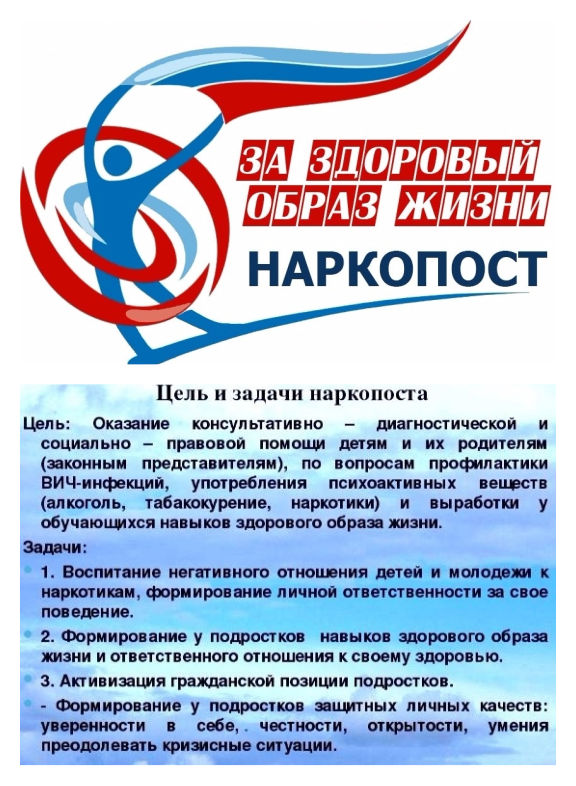 ЗА ЗДОРОВЫЙ
ОБРАЗ ЖИЗНИ
НАРКОПОСТ
Цель и задачи наркопоста
Цель: Оказание консультативно – диагностической и
социально – правовой помощи детям и их родителям
(законным представителям), по вопросам профилактики
ВИЧ-инфекций, употребления психоактивных веществ
(алкоголь, табакокурение, наркотики) и выработки у
обучающихся навыков здорового образа жизни.
Задачи:
1. Воспитание негативного отношения детей и молодежи к
наркотикам, формирование личной ответственности за свое
поведение.
2. Формирование у подростков навыков здорового образа
жизни и ответственного отношения к своему здоровью.
3. Активизация гражданской позиции подростков.
- Формирование у подростков защитных личных качеств:
уверенности в себе, честности, открытости, умения
преодолевать кризисные ситуации.